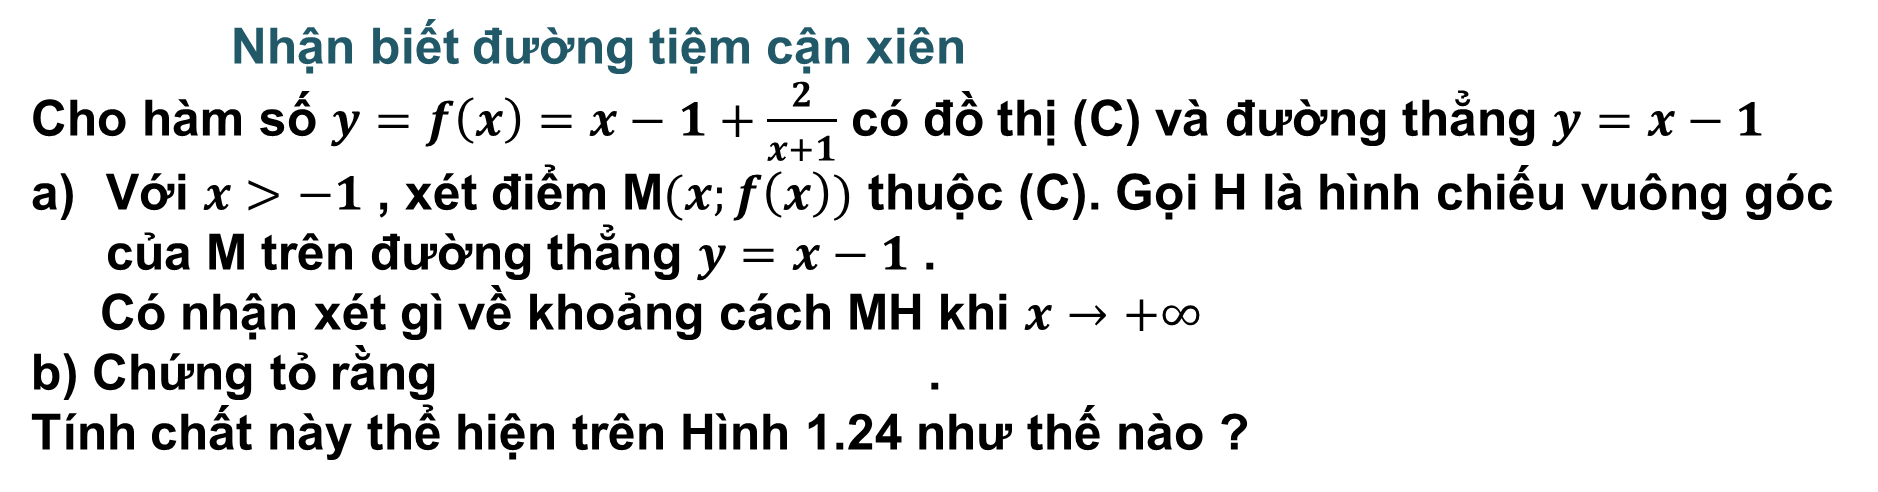 Nhận biết đường tiệm cận xiên
Cho hàm số y = f(x) = x − 1 + 2/(x+1) có đồ thị (C) và đường thẳng y = x − 1
a) Với x > −1 , xét điểm M(x; f(x)) thuộc (C). Gọi H là hình chiếu vuông góc
của M trên đường thẳng y = x − 1 .
Có nhận xét gì về khoảng cách MH khi x → +∞
b) Chứng tỏ rằng .
Tính chất này thể hiện trên Hình 1.24 như thế nào ?